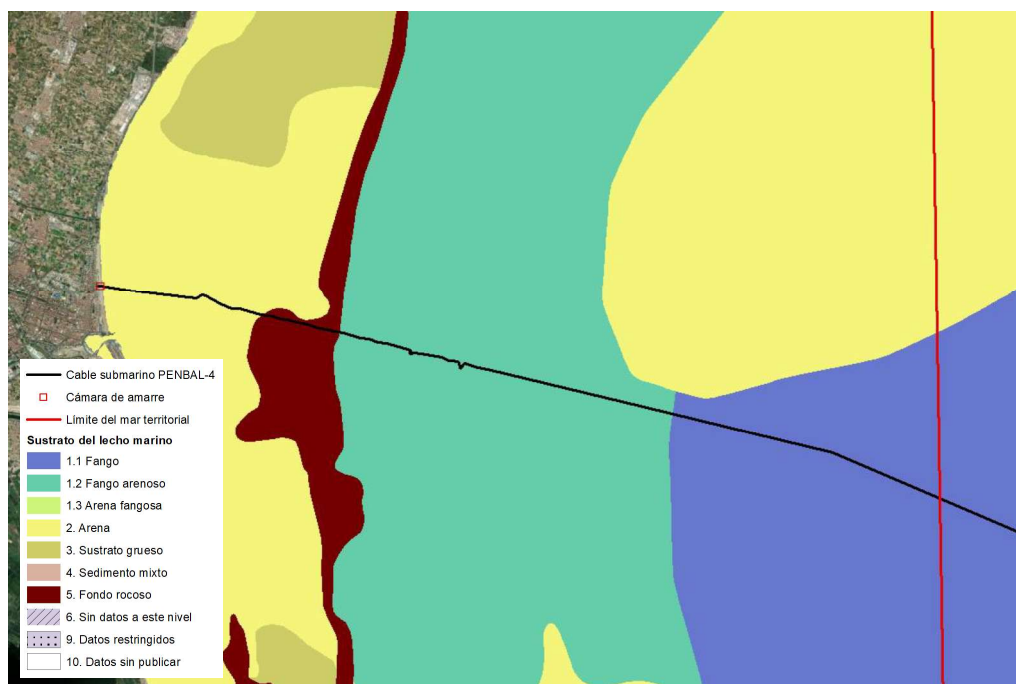 Cable submarino PENBAL-4
Cámara de amarre
Límite del mar territorial
Sustrato del lecho marino
1.1 Fango
1.2 Fango arenoso
1.3 Arena fangosa
2. Arena
3. Sustrato grueso
4. Sedimento mixto
5. Fondo rocoso
6. Sin datos a este nivel
9. Datos restringidos
10. Datos sin publicar